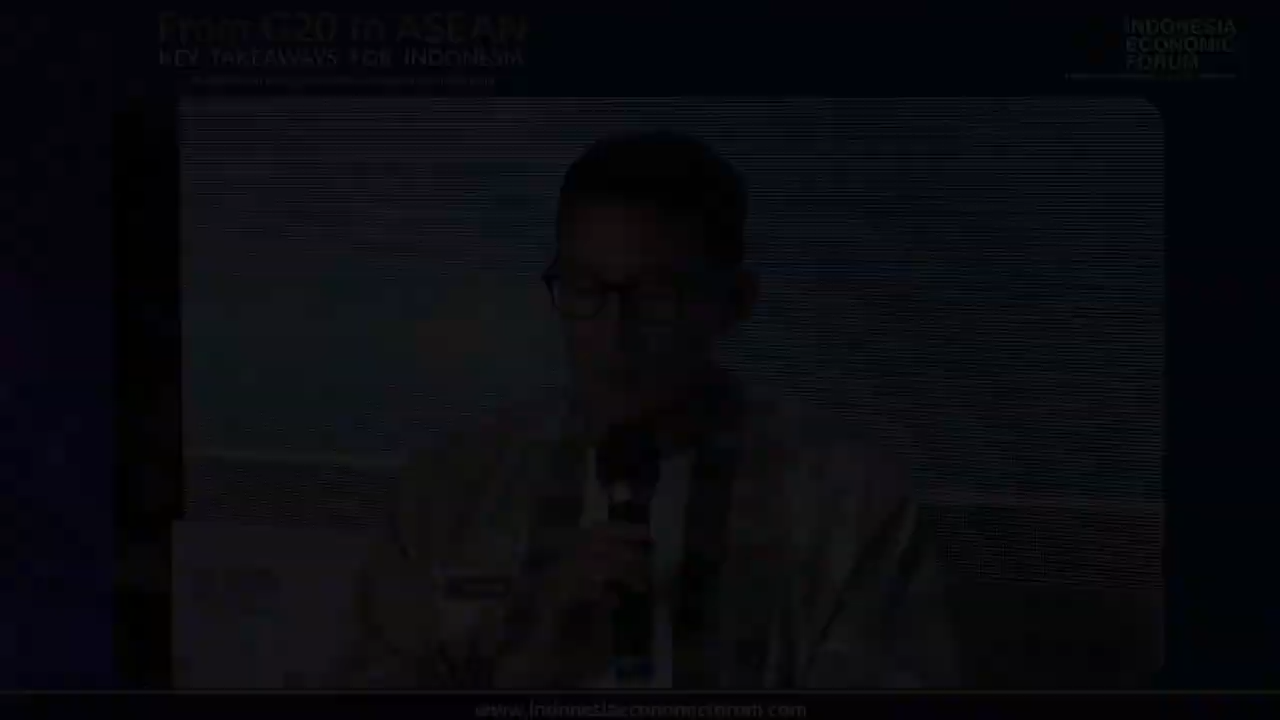 From G20 to ASEAN
KEY TAKEAWAYS FOR INDONESIA
INDONESIA
ECONOMIC
FORUM
www.indonesiaeconomicforum.com